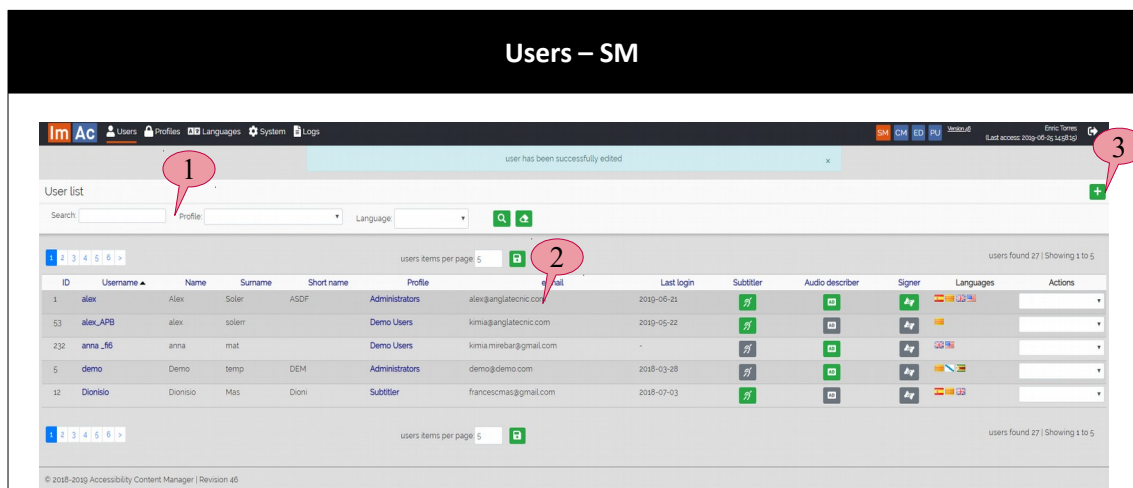 Users – SM
Im Ac Users Profiles Languages System Logs SM CM ED PU Version 46 Enric Torres
(Last access: 2019-06-25 14:58:15)
3
user has been successfully edited x
1
User list +
Search: Profile: Language:
2
1 2 3 4 5 6 > users items per page: 5 users found 27 | Showing 1 to 5
ID Username Name Surname Short name Profile Last login Subtitler Audio describer Signer Languages Actions
1 alex Alex Soler ASDF Administrators alex@anglatecnic.com 2019-06-21 AD
53 alex_APB alex solerr Demo Users kimia@anglatecnic.com 2019-05-22 AD
232 anna_fi6 anna mat Demo Users kimia.mirebar@gmail.com - AD
5 demo Demo temp DEM Administrators demo@demo.com 2018-03-28 AD
12 Dionisio Dionisio Mas Dioni Subtitler francescmas@gmail.com 2018-07-03 AD
1 2 3 4 5 6 > users items per page: 5 users found 27 | Showing 1 to 5
© 2018-2019 Accessibility Content Manager | Revision 46